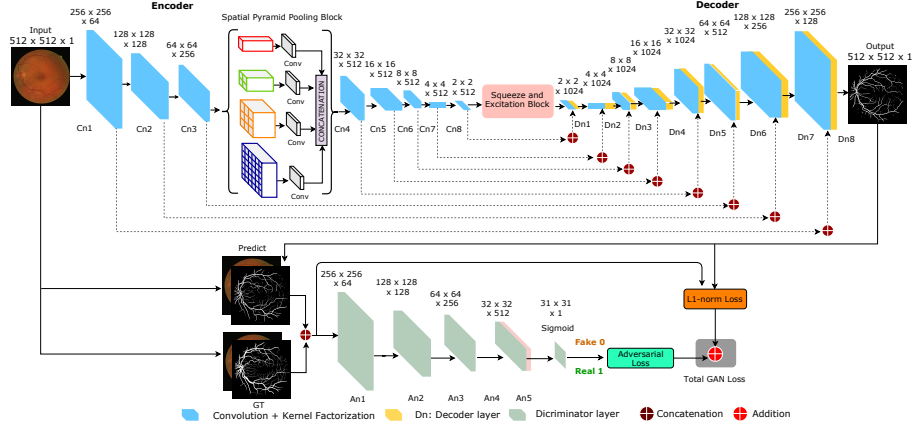 Encoder
Decoder
Input
512 x 512 x 1
256 x 256
x 64
128 x 128
x 128
64 x 64
x 256
Spatial Pyramid Pooling Block
Conv
Conv
Conv
Conv
CONCATENATION
32 x 32
x 512
16 x 16
x 512
8 x 8
x 512
4 x 4
x 512
2 x 2
x 512
Squeeze and
Excitation Block
2 x 2
x 1024
4 x 4
x 1024
8 x 8
x 1024
16 x 16
x 1024
32 x 32
x 1024
64 x 64
x 512
128 x 128
x 256
256 x 256
x 128
Output
512 x 512 x 1
Cn1
Cn2
Cn3
Cn4
Cn5
Cn6
Cn7
Cn8
Dn1
Dn2
Dn3
Dn4
Dn5
Dn6
Dn7
Dn8
Predict
GT
256 x 256
x 64
128 x 128
x 128
64 x 64
x 256
32 x 32
x 512
31 x 31
x 1
Sigmoid
Fake 0
Real 1
Adversarial Loss
L1-norm Loss
Total GAN Loss
An1
An2
An3
An4
An5
Convolution + Kernel Factorization
Dn: Decoder layer
Dicriminator layer
Concatenation
Addition